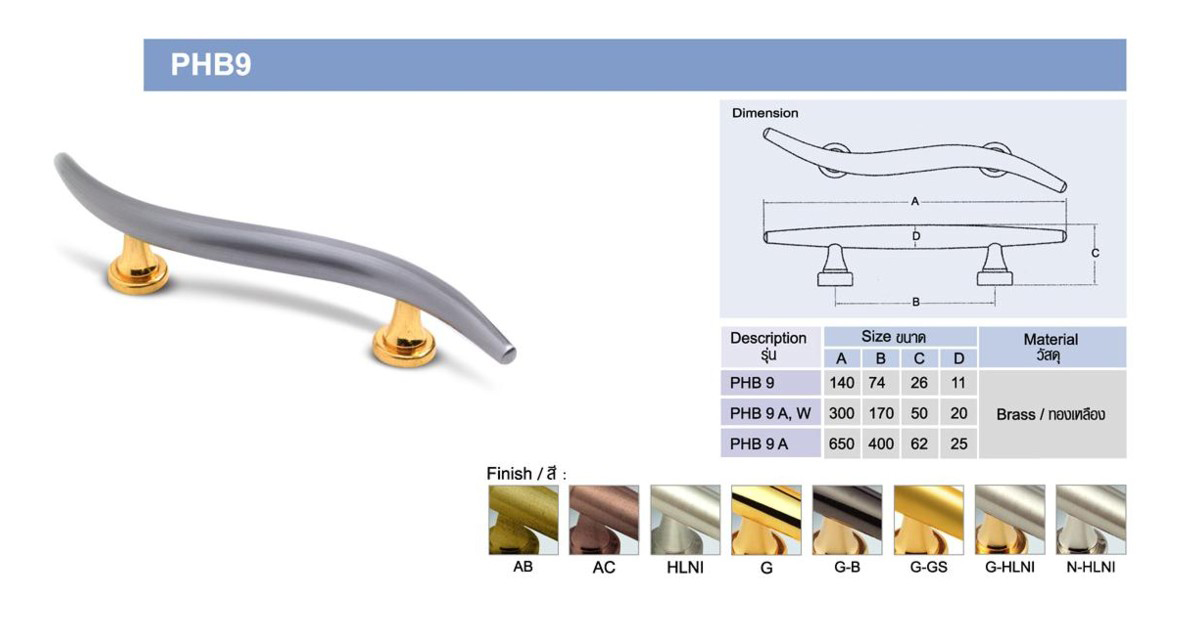 PHB9
Dimension
A
D
C
B
Description Size ขนาด Material
รุ่น A B C D วัสดุ
PHB 9 140 74 26 11
PHB 9 A, W 300 170 50 20 Brass / ทองเหลือง
PHB 9 A 650 400 62 25
Finish / สี :
AB AC HLNI G G-B G-GS G-HLNI N-HLNI